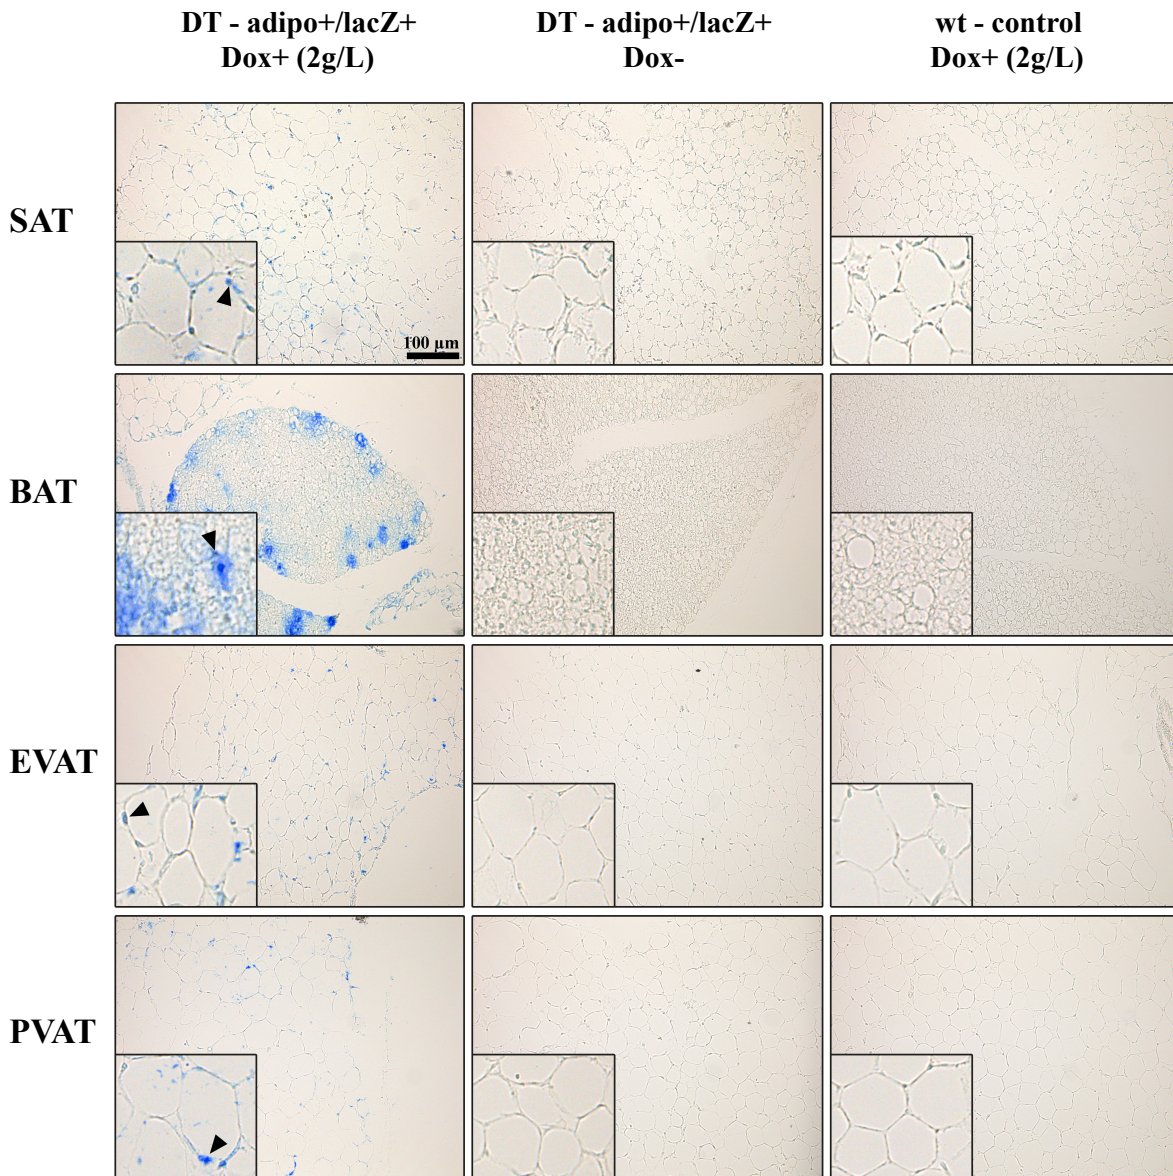 DT - adipo+/lacZ+
Dox+ (2g/L)
DT - adipo+/lacZ+
Dox-
wt - control
Dox+ (2g/L)
SAT
100 µm
BAT
EVAT
PVAT